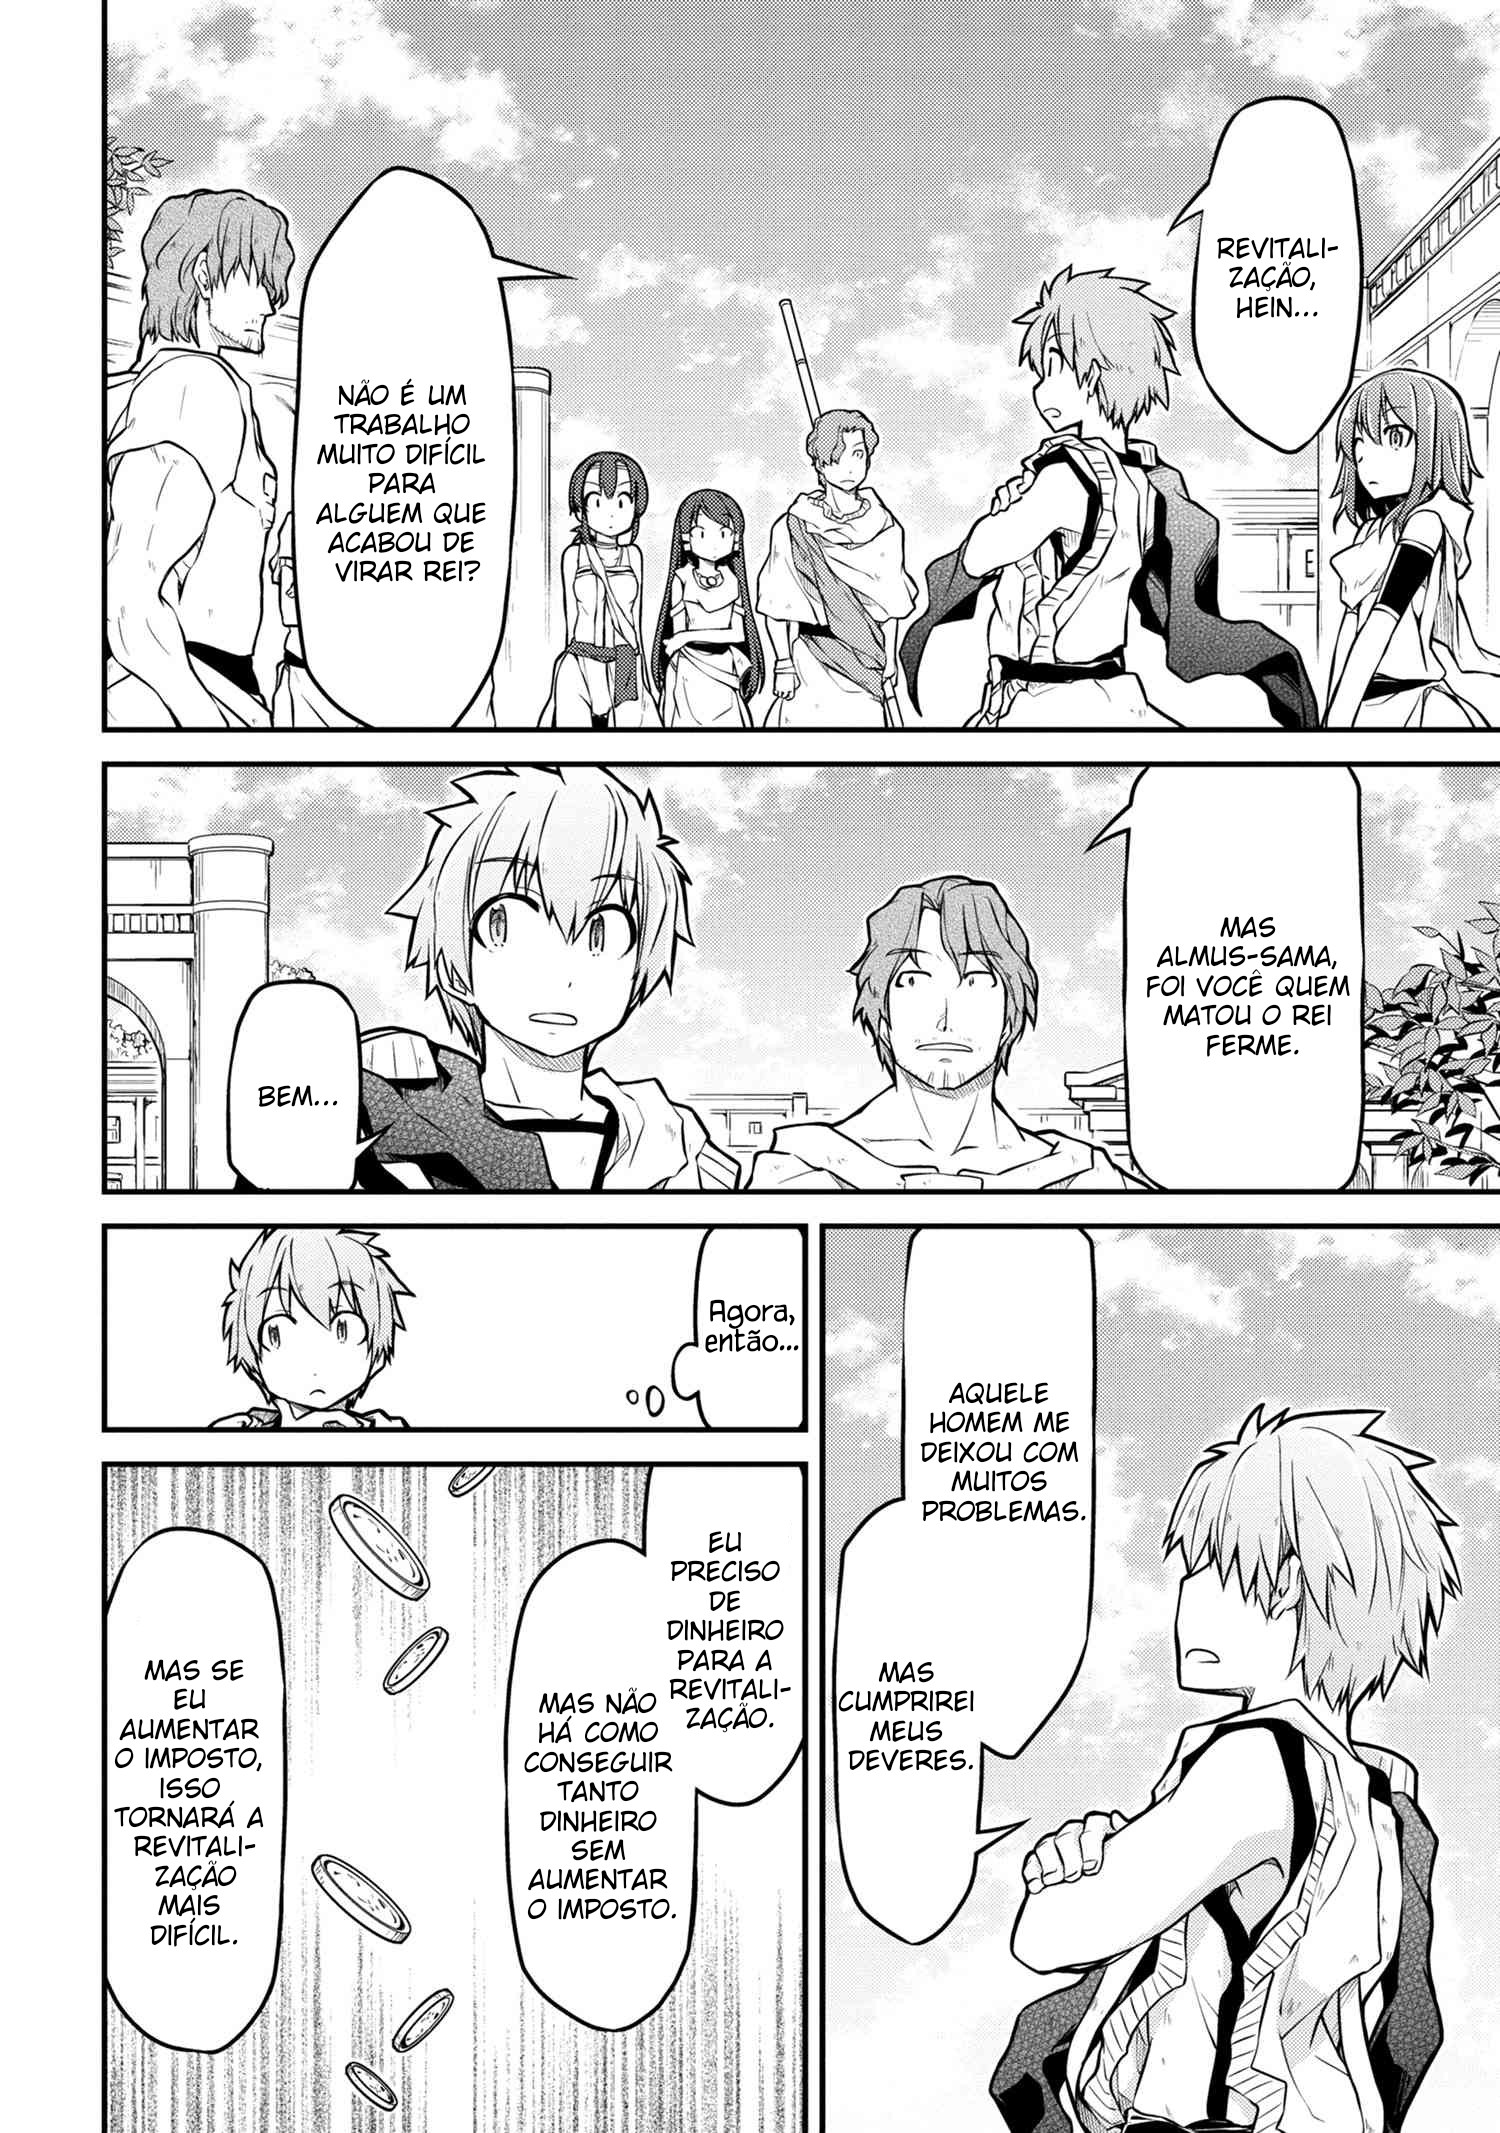 REVITALI-
ZAÇÃO,
HEIN...
NÃO É UM
TRABALHO
MUITO DIFÍCIL
PARA
ALGUEM QUE
ACABOU DE
VIRAR REI?
MAS
ALMUS-SAMA,
FOI VOCÊ QUEM
MATOU O REI
FERME.
BEM...
AQUELE
HOMEM ME
DEIXOU COM
MUITOS
PROBLEMAS.
MAS
CUMPRIREI
MEUS
DEVERES.
Agora,
então...
EU
PRECISO
DE
DINHEIRO
PARA A
REVITALI-
ZAÇÃO.
MAS NÃO
HÁ COMO
CONSEGUIR
TANTO
DINHEIRO
SEM
AUMENTAR
O IMPOSTO.
MAS SE
EU
AUMENTAR
O IMPOSTO,
ISSO
TORNARÁ A
REVITALI-
ZAÇÃO
MAIS
DIFÍCIL.